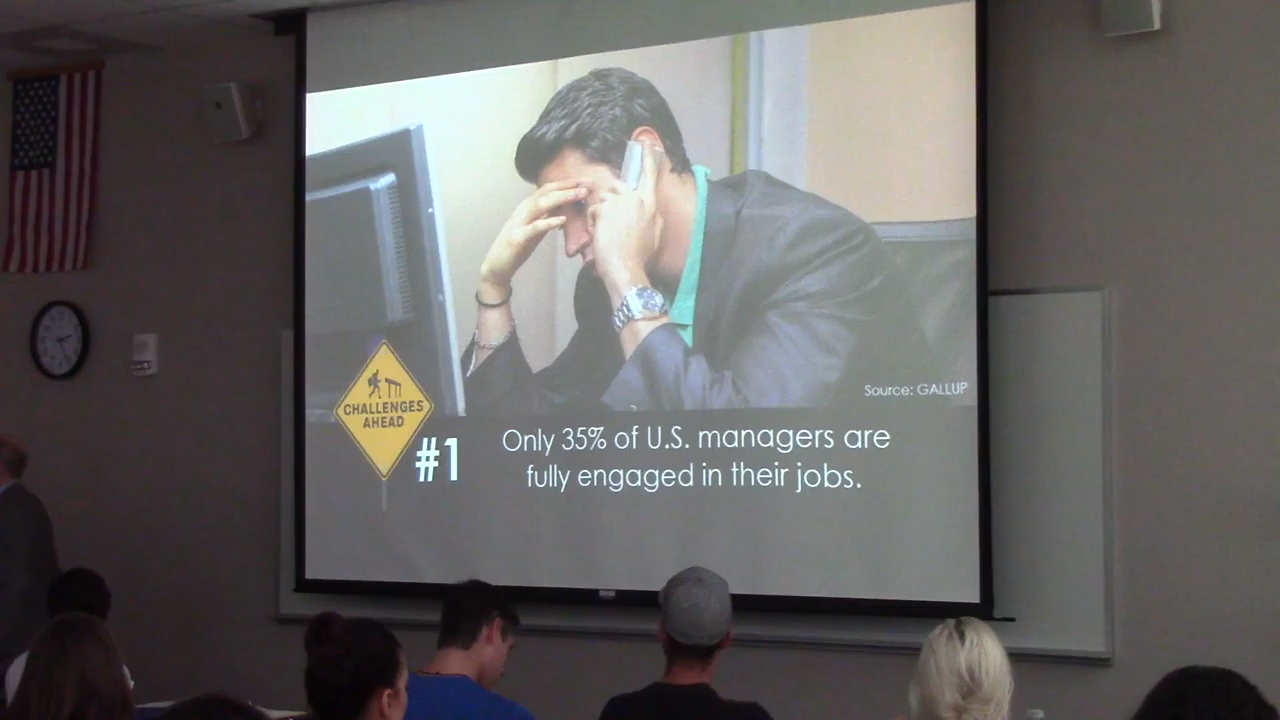 Source: GALLUP
CHALLENGES
AHEAD
#1
Only 35% of U.S. managers are
fully engaged in their jobs.